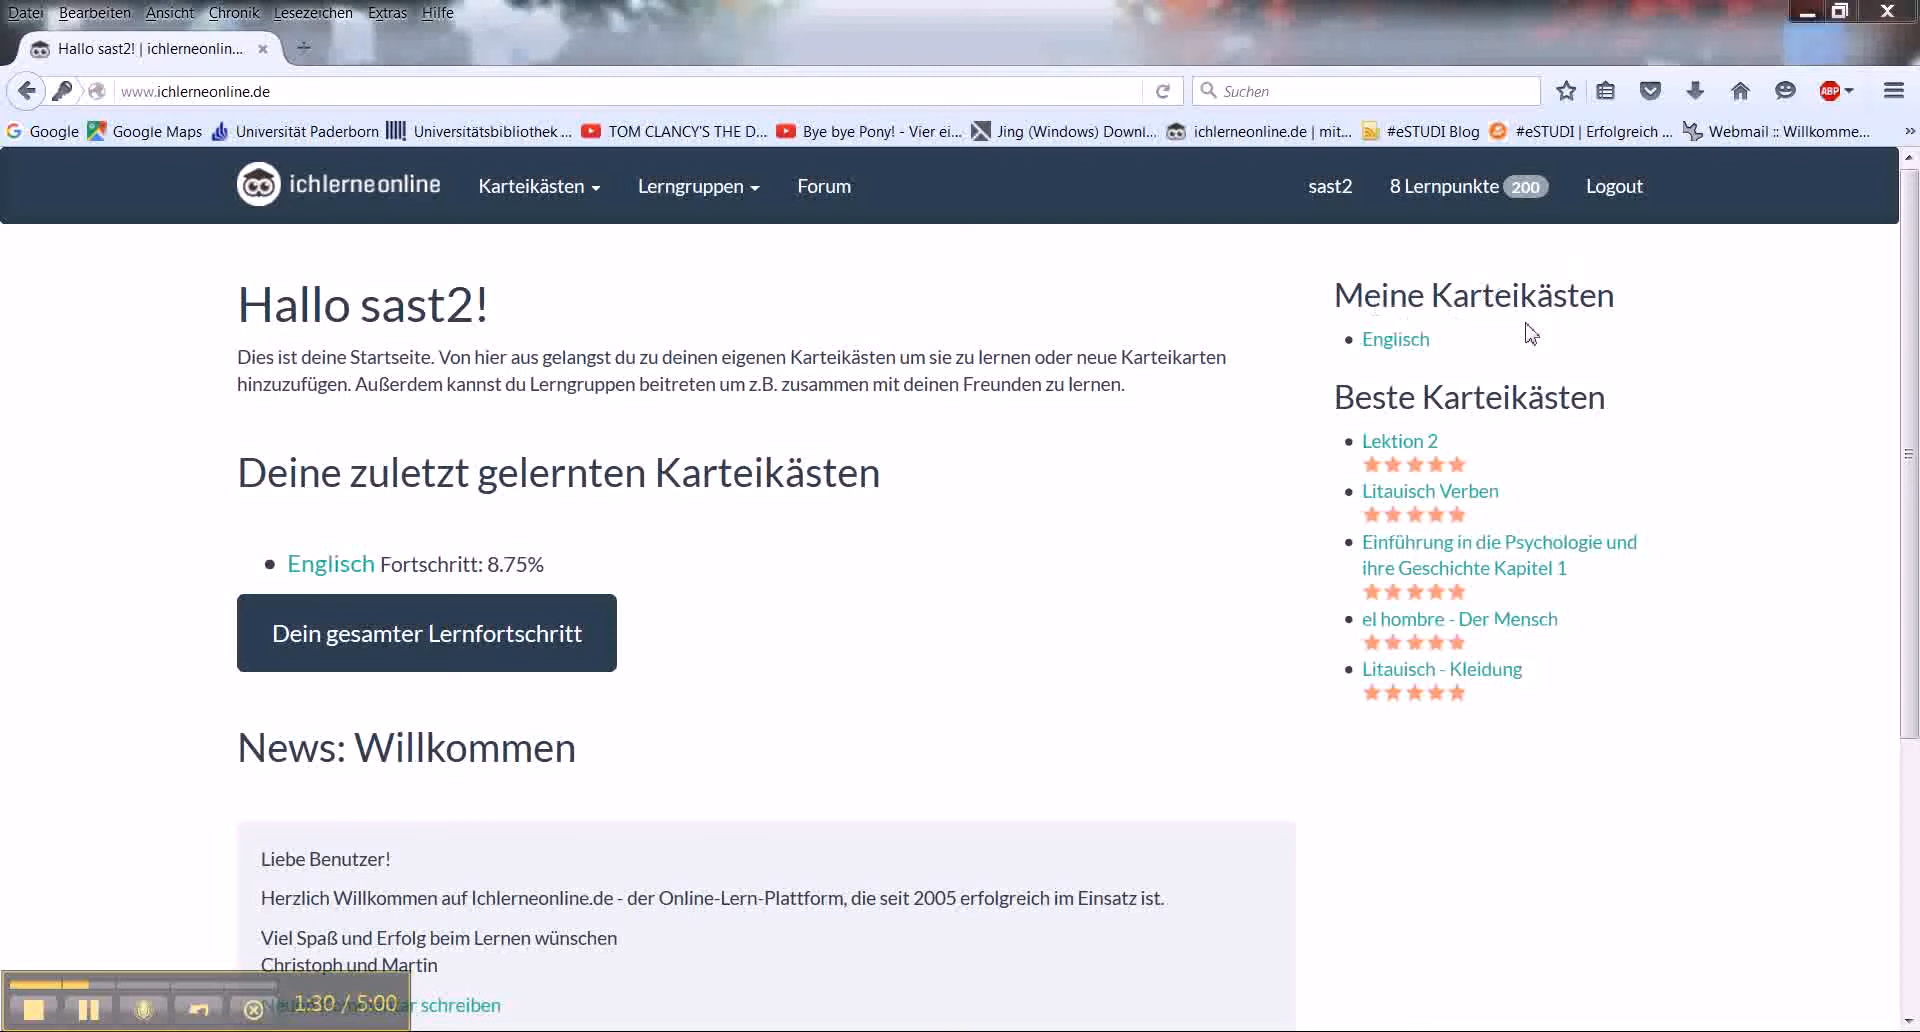 Datei Bearbeiten Ansicht Chronik Lesezeichen Extras Hilfe
Hallo sast2! | ichlerneonlin...
www.ichlerneonline.de
Suchen
ABP
Google Google Maps Universität Paderborn Universitätsbibliothek ... TOM CLANCY'S THE D... Bye bye Pony! - Vier ei... Jing (Windows) Downl... ichlerneonline.de | mit... #eSTUDI Blog #eSTUDI | Erfolgreich ... Webmail :: Willkomme...
ichlerneonline Karteikästen Lerngruppen Forum sast2 8 Lernpunkte 200 Logout
Hallo sast2!
Dies ist deine Startseite. Von hier aus gelangst du zu deinen eigenen Karteikästen um sie zu lernen oder neue Karteikarten
hinzuzufügen. Außerdem kannst du Lerngruppen beitreten um z.B. zusammen mit deinen Freunden zu lernen.
Deine zuletzt gelernten Karteikästen
Englisch Fortschritt: 8.75%
Dein gesamter Lernfortschritt
News: Willkommen
Liebe Benutzer!
Herzlich Willkommen auf Ichlerneonline.de - der Online-Lern-Plattform, die seit 2005 erfolgreich im Einsatz ist.
Viel Spaß und Erfolg beim Lernen wünschen
Christoph und Martin
schreiben
1:30 / 5:00
Meine Karteikästen
Englisch
Beste Karteikästen
Lektion 2
Litauisch Verben
Einführung in die Psychologie und
ihre Geschichte Kapitel 1
el hombre - Der Mensch
Litauisch - Kleidung